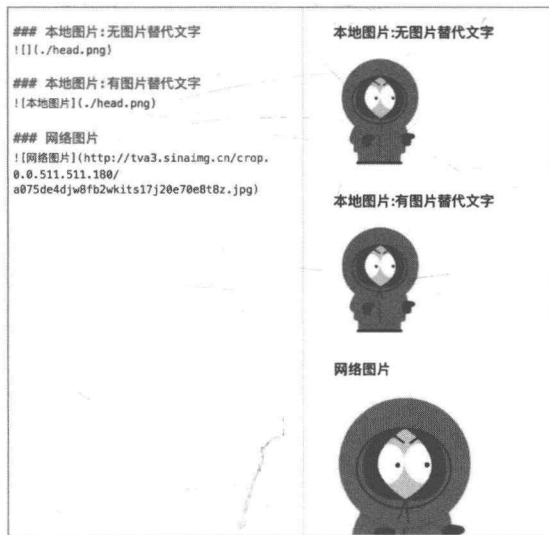 ### 本地图片:无图片替代文字
![](./head.png)
### 本地图片:有图片替代文字
![本地图片](./head.png)
### 网络图片
![网络图片](http://tva3.sinaimg.cn/crop.
0.0.511.511.180/
a075de4djw8fb2wkits17j20e70e8t8z.jpg)
本地图片:无图片替代文字
本地图片:有图片替代文字
网络图片